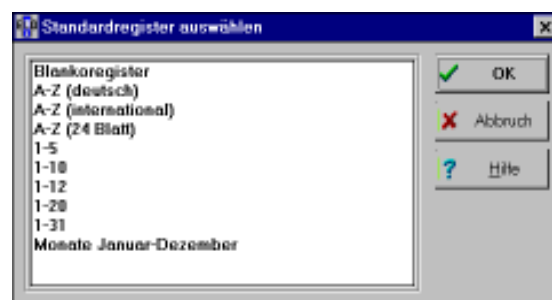 Standardregister auswählen
Blankoregister
A-Z (deutsch)
A-Z (international)
A-Z (24 Blatt)
1-5
1-10
1-12
1-20
1-31
Monate Januar-Dezember
OK
Abbruch
Hilfe